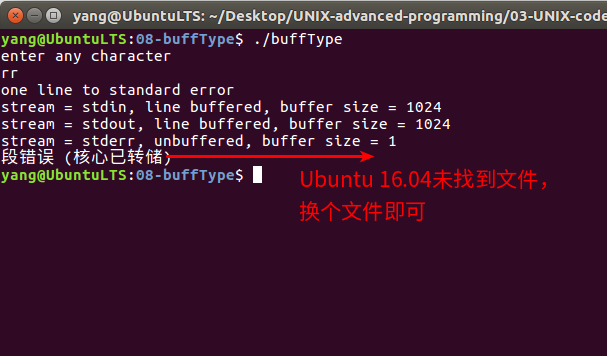 yang@UbuntuLTS: ~/Desktop/UNIX-advanced-programming/03-UNIX-code
yang@UbuntuLTS:08-buffType$ ./buffType
enter any character
rr
one line to standard error
stream = stdin, line buffered, buffer size = 1024
stream = stdout, line buffered, buffer size = 1024
stream = stderr, unbuffered, buffer size = 1
段错误 (核心已转储)
yang@UbuntuLTS:08-buffType$
Ubuntu 16.04未找到文件，
换个文件即可